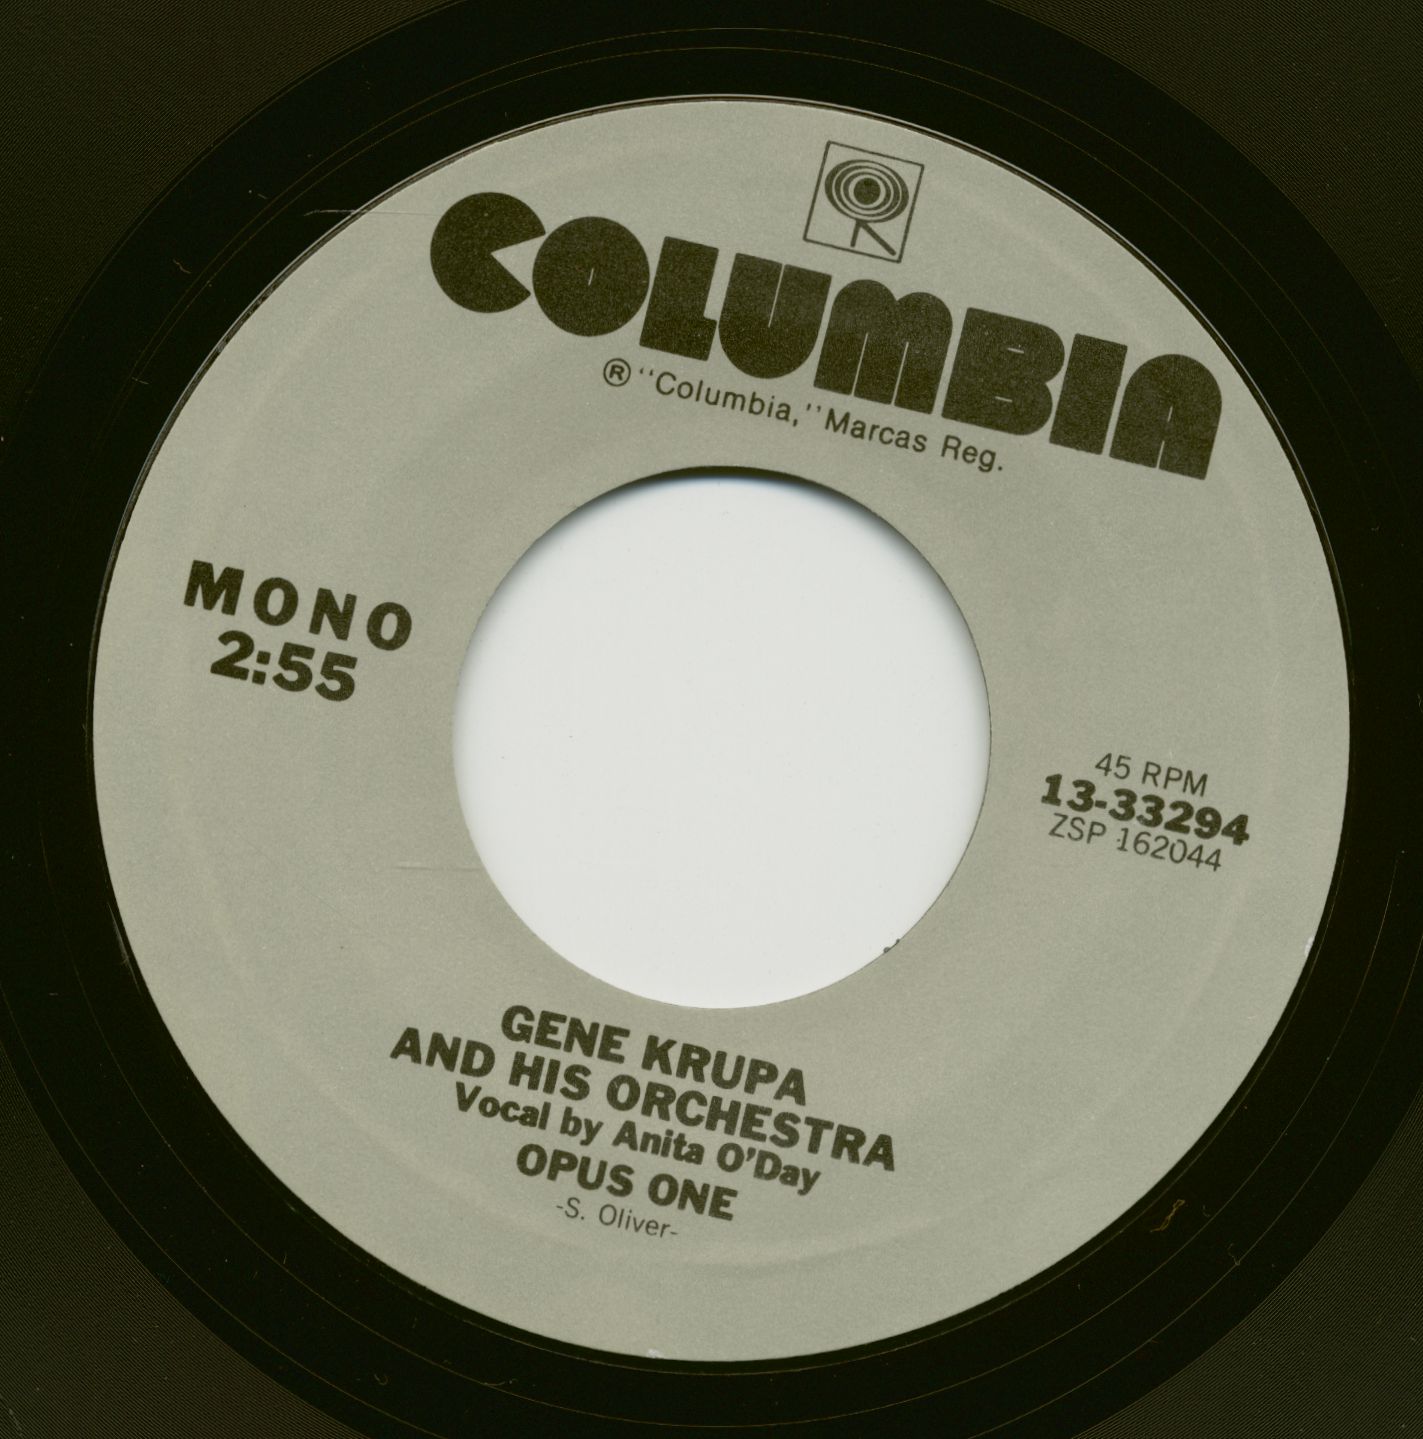 COLUMBIA
® "Columbia," Marcas Reg.
MONO
2:55
45 RPM
13-33294
ZSP 162044
GENE KRUPA
AND HIS ORCHESTRA
Vocal by Anita O'Day
OPUS ONE
-S. Oliver-